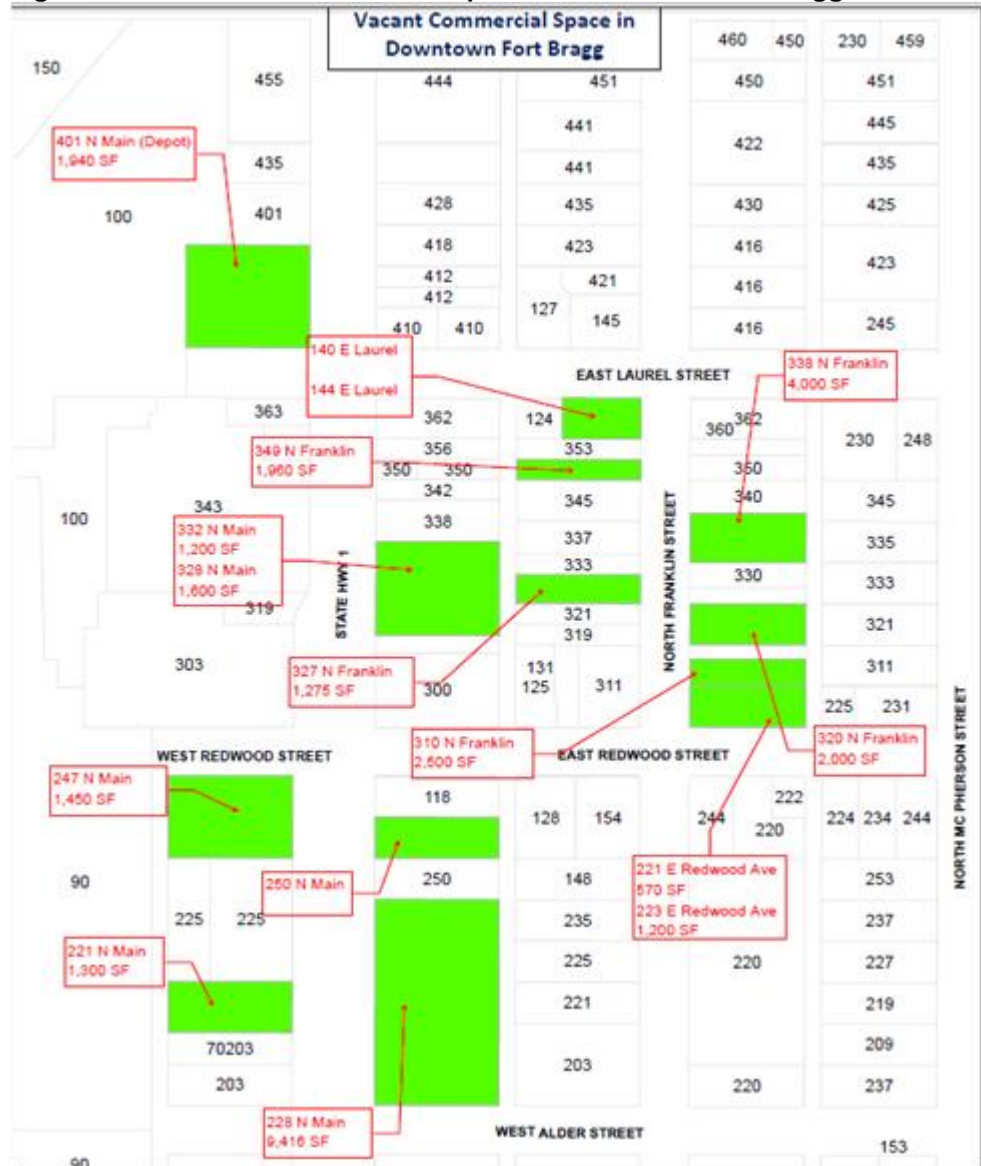 Vacant Commercial Space in
Downtown Fort Bragg
460 450 230 459
150
455 444 451 450 451
441 422 445
401 N Main (Depot)
1,940 SF
435 441 435
100 401 428 435 430 425
418 423 416 423
412 421 416
412
127 145
410 410 416 245
140 E Laurel
144 E Laurel
EAST LAUREL STREET
338 N Franklin
4,000 SF
363 362 124 360 362 230 248
356 353
349 N Franklin
1,960 SF
350 350 350
342 345 340 345
100 343 338 337 335
332 N Main
1,200 SF
328 N Main
1,600 SF
333 330 333
319 321 321
319
STATE HWY 1
NORTH FRANKLIN STREET
303 131 311
327 N Franklin
1,275 SF
300 125 311 225 231
310 N Franklin
2,500 SF
320 N Franklin
2,000 SF
WEST REDWOOD STREET
EAST REDWOOD STREET
NORTH MC PHERSON STREET
247 N Main
1,450 SF
118 222
128 154 244 220 224 234 244
250 N Main
221 E Redwood Ave
570 SF
223 E Redwood Ave
1,200 SF
90 250 148 253
225 225 235 237
221 N Main
1,300 SF
225 220 227
221 219
70203 209
203 203 220 237
228 N Main
9,416 SF
WEST ALDER STREET
153
90